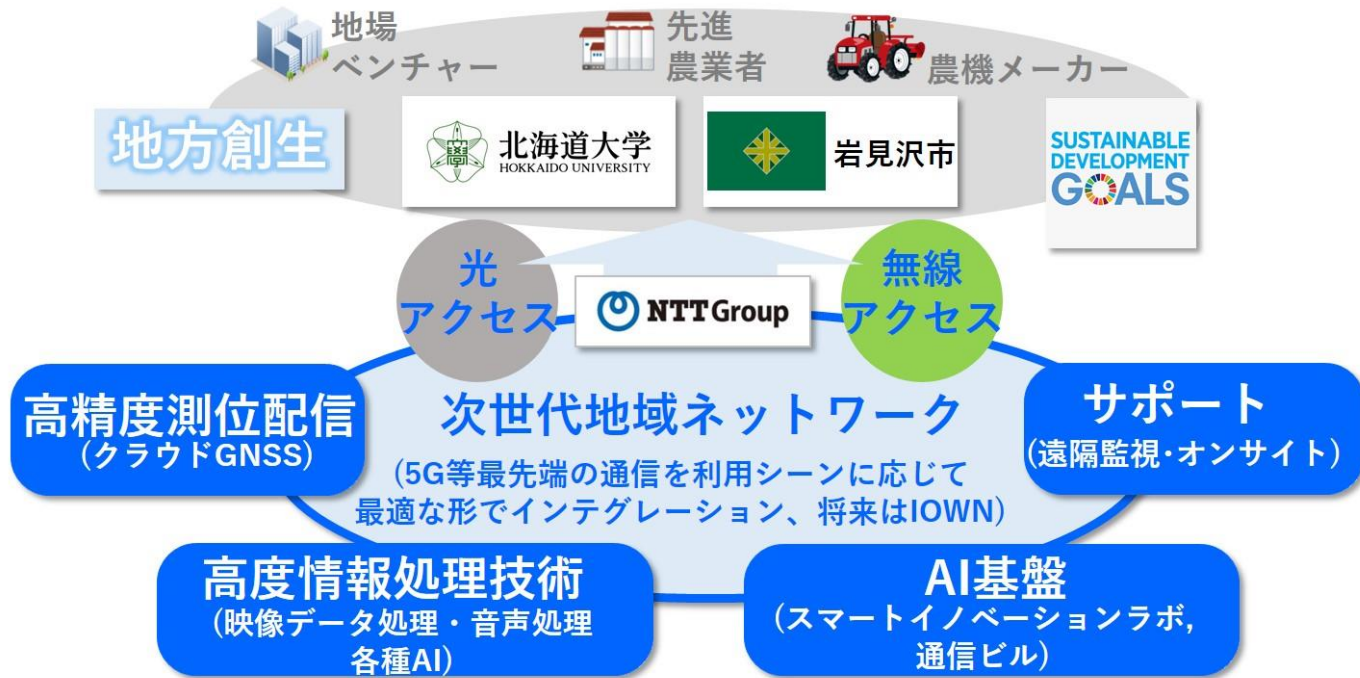 地場
ベンチャー
先進
農業者
農機メーカー
地方創生
北海道大学
HOKKAIDO UNIVERSITY
岩見沢市
SUSTAINABLE
DEVELOPMENT
GOALS
光
アクセス
NTT Group
無線
アクセス
高精度測位配信
(クラウドGNSS)
次世代地域ネットワーク
(5G等最先端の通信を利用シーンに応じて
最適な形でインテグレーション、将来はIOWN)
サポート
(遠隔監視･オンサイト)
高度情報処理技術
(映像データ処理・音声処理
各種AI)
AI基盤
(スマートイノベーションラボ,
通信ビル)